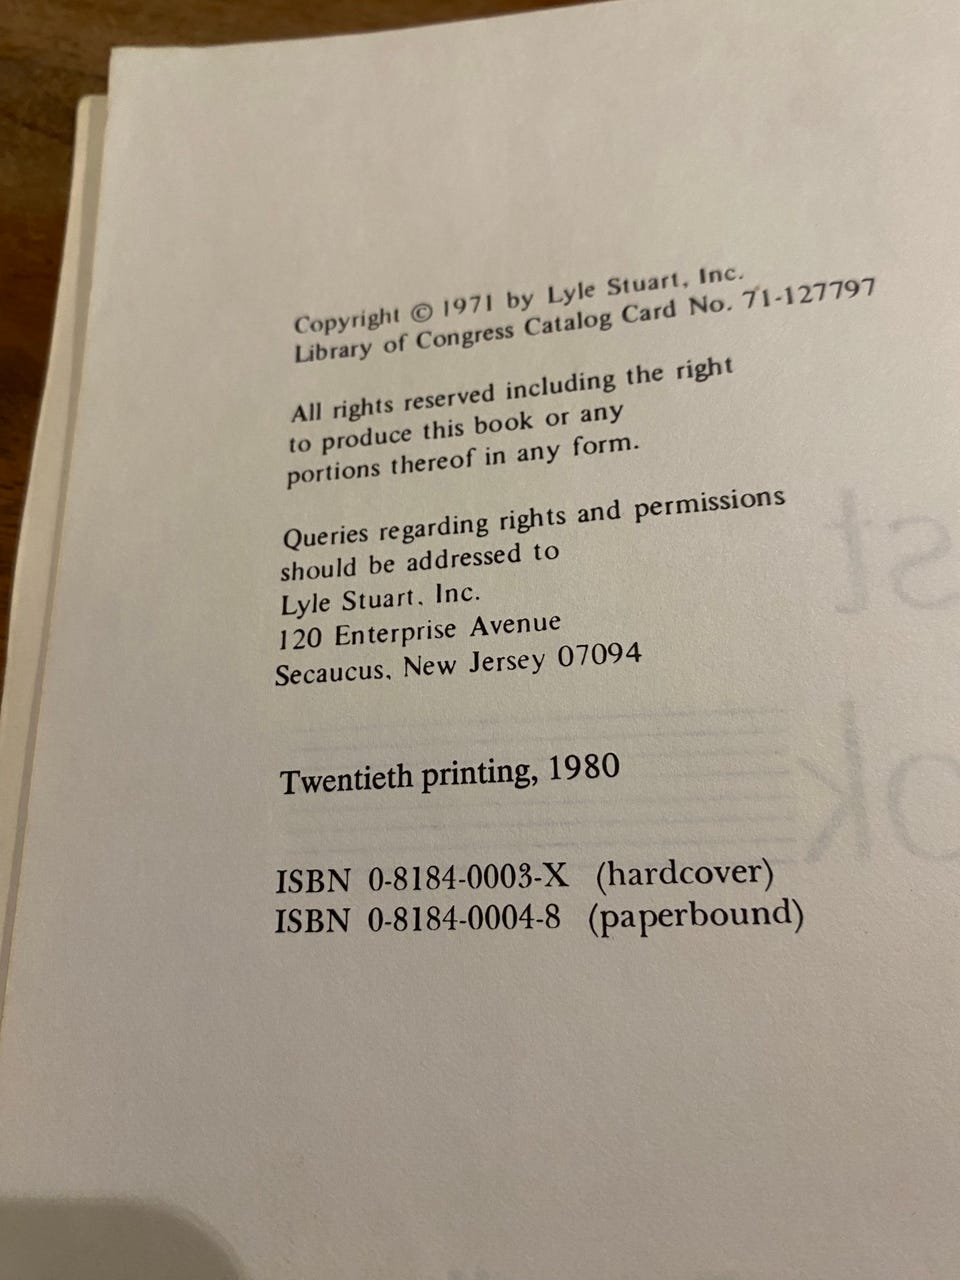 Copyright © 1971 by Lyle Stuart, Inc.
Library of Congress Catalog Card No. 71-127797
All rights reserved including the right
to produce this book or any
portions thereof in any form.
Queries regarding rights and permissions
should be addressed to
Lyle Stuart, Inc.
120 Enterprise Avenue
Secaucus, New Jersey 07094
Twentieth printing, 1980
ISBN 0-8184-0003-X (hardcover)
ISBN 0-8184-0004-8 (paperbound)